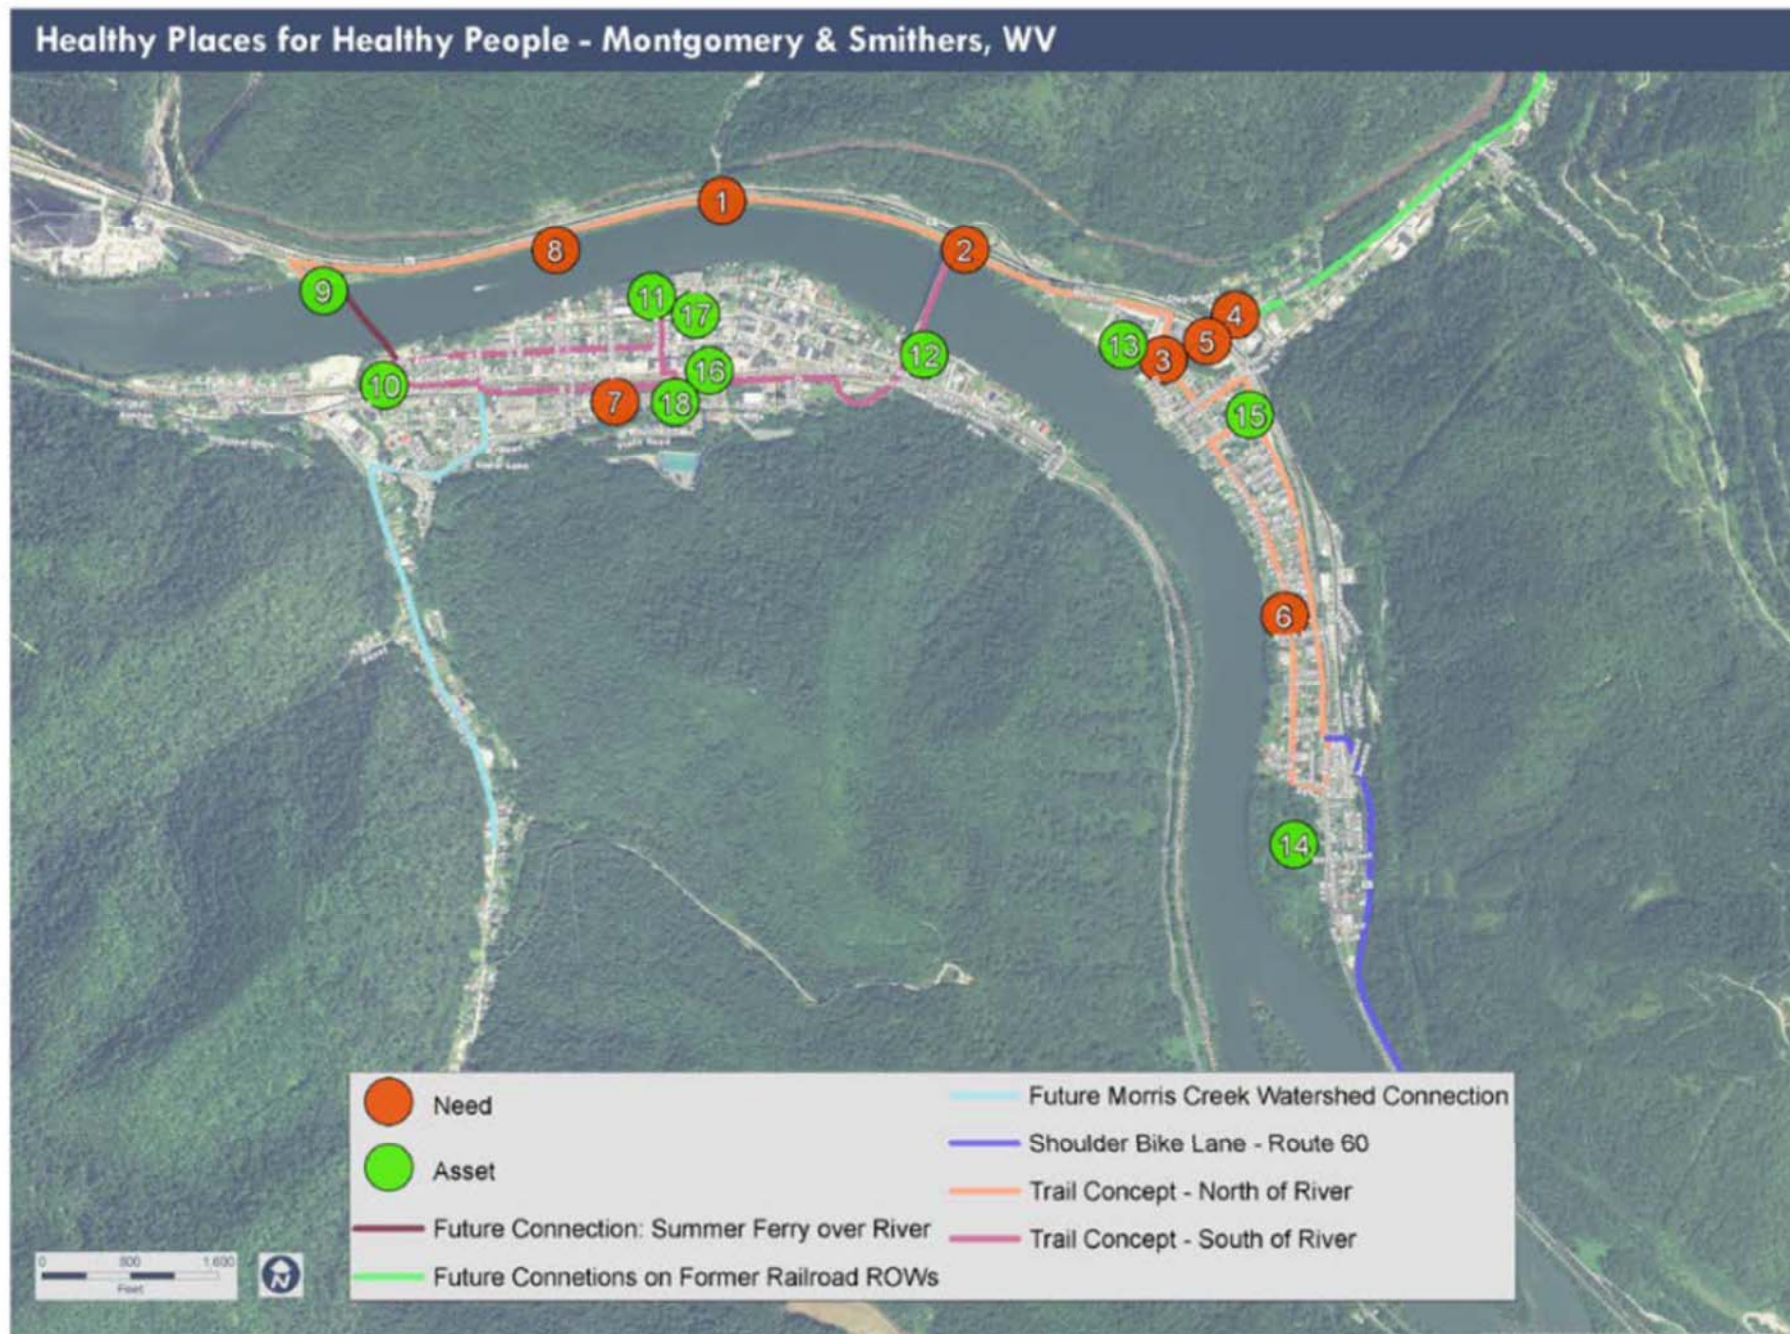 Healthy Places for Healthy People - Montgomery & Smithers, WV
1
2
8
9
11
17
4
5
13
3
12
16
10
7
18
15
6
14
Need
Asset
Future Connection: Summer Ferry over River
Future Connetions on Former Railroad ROWs
Future Morris Creek Watershed Connection
Shoulder Bike Lane - Route 60
Trail Concept - North of River
Trail Concept - South of River
0 800 1,600
Feet
N